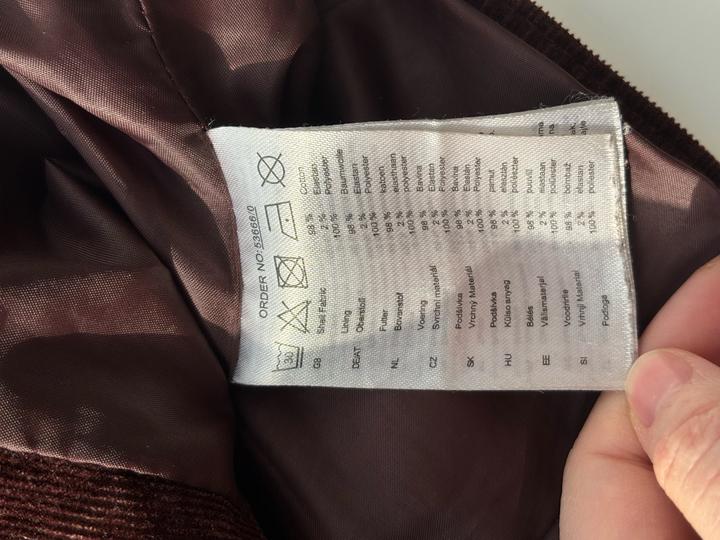 ORDER NO: 53666/0
30
GB Shell Fabric 98 % Cotton
2 % Elastan
Lining 100 % Polyester
DE/AT Oberstoff 98 % Baumwolle
2 % Elastan
Futter 100 % Polyester
NL Bovenstof 98 % katoen
2 % elasthaan
Voering 100 % polyester
CZ Svrchní materiál 98 % Bavlna
2 % Elastan
Podšívka 100 % Polyester
SK Vrchný Materiál 98 % Bavlna
2 % Elastán
Podšívka 100 % Polyester
HU Külső anyag 98 % pamut
2 % elasztán
Bélés 100 % poliészter
EE Välismaterjal 98 % puuvill
2 % elastaan
Voodriite 100 % polüester
SI Vrhnji Material 98 % bombaž
2 % elastan
Podloga 100 % poliester